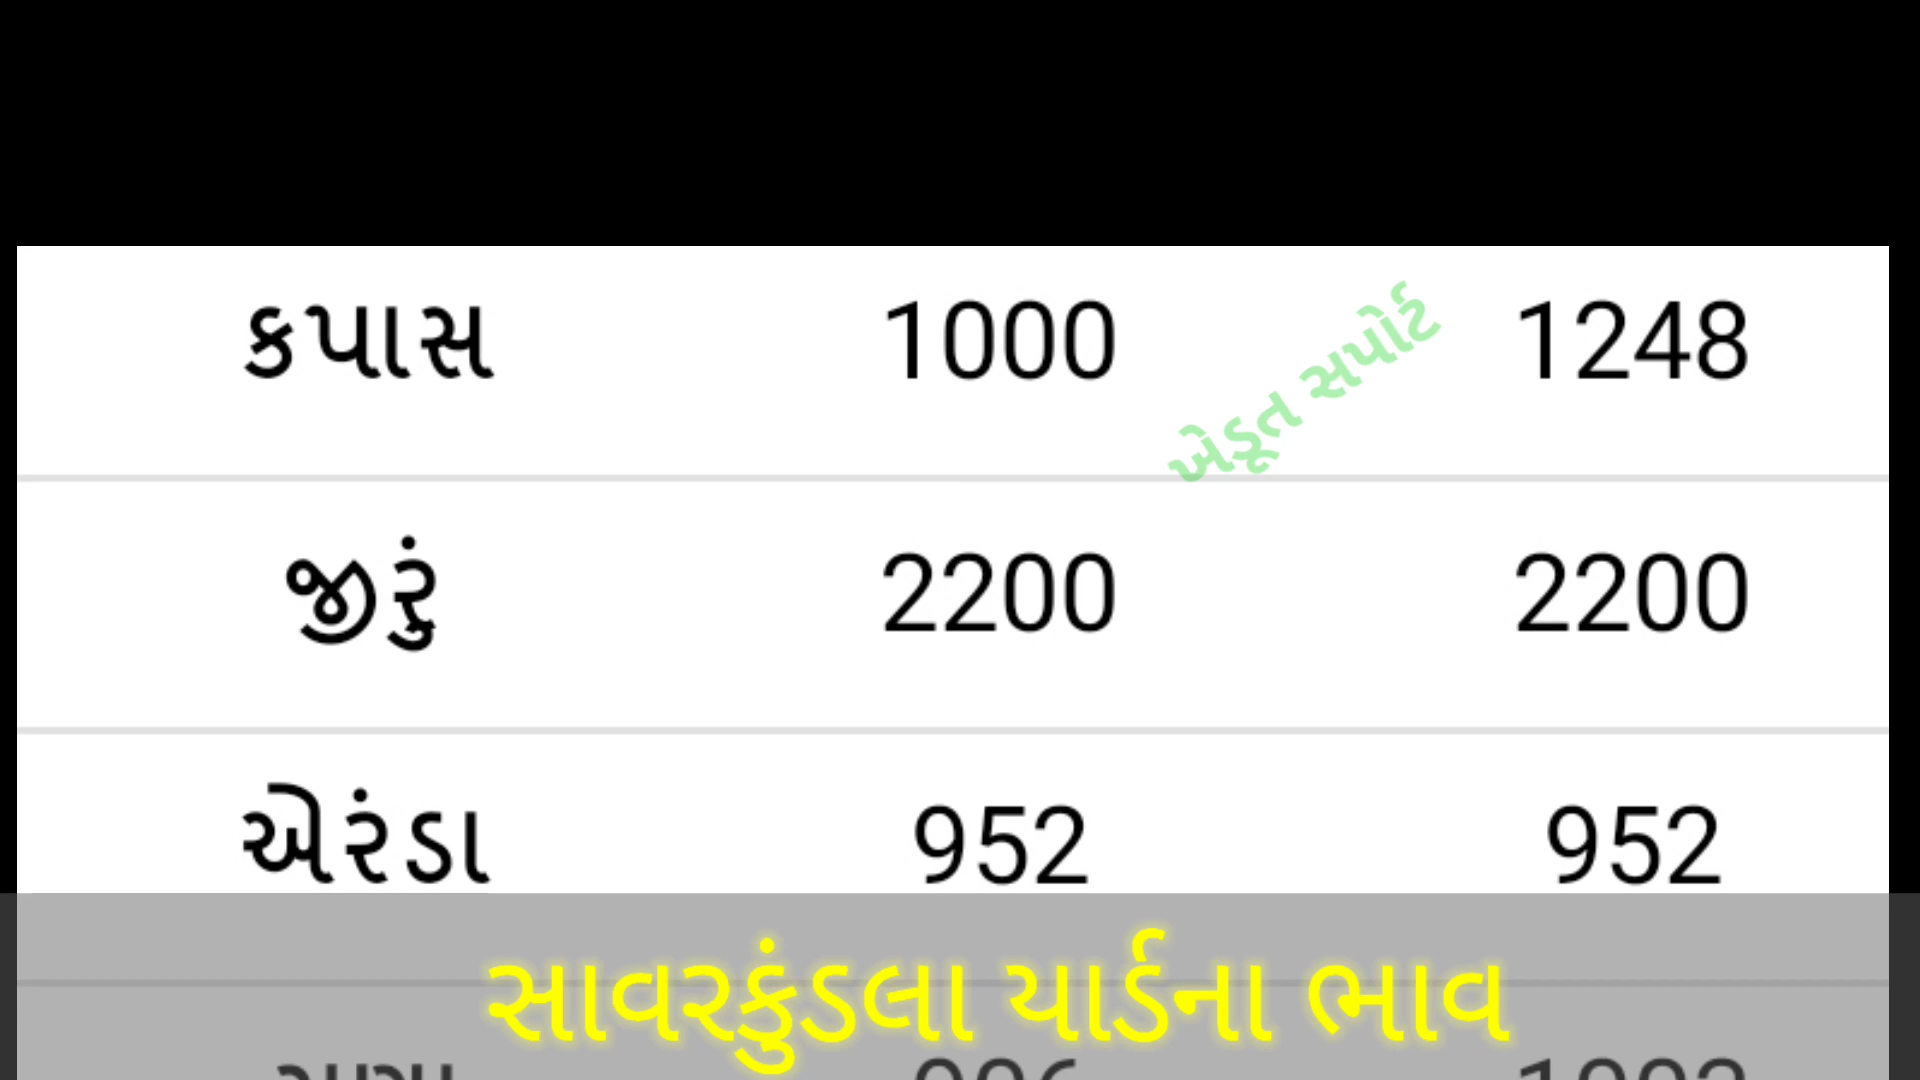 કપાસ 1000 1248
ખેડૂત સપોર્ટ
જીરું 2200 2200
એરંડા 952 952
સાવરકુંડલા યાર્ડના ભાવ